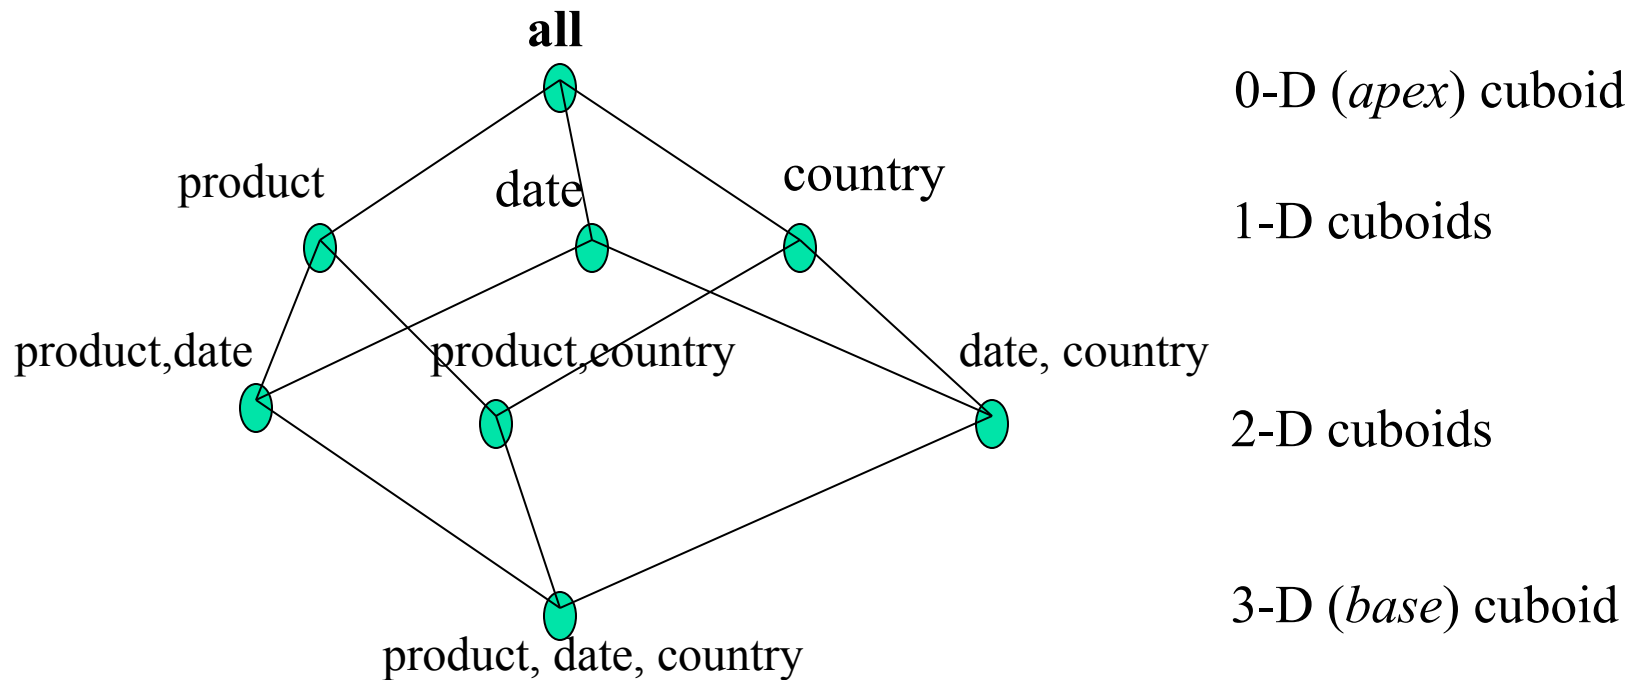 all
0-D (apex) cuboid
product
date
country
1-D cuboids
product,date
product,country
date, country
2-D cuboids
3-D (base) cuboid
product, date, country